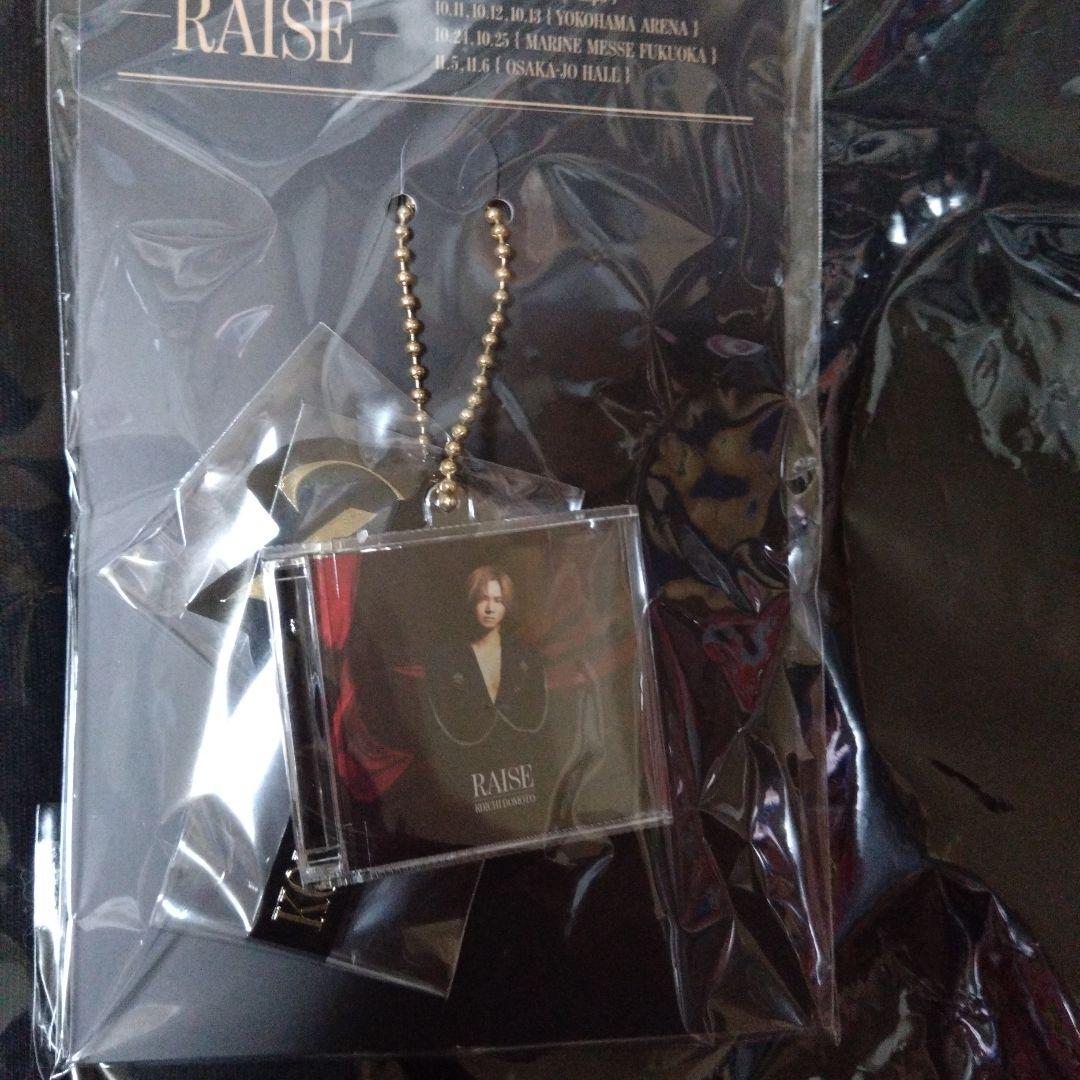 —RAISE—
10.11, 10.12, 10.13 { YOKOHAMA ARENA }
10.24, 10.25 { MARINE MESSE FUKUOKA }
11.5, 11.6 { OSAKA-JO HALL }
RAISE
KOICHI DOMOTO
KO